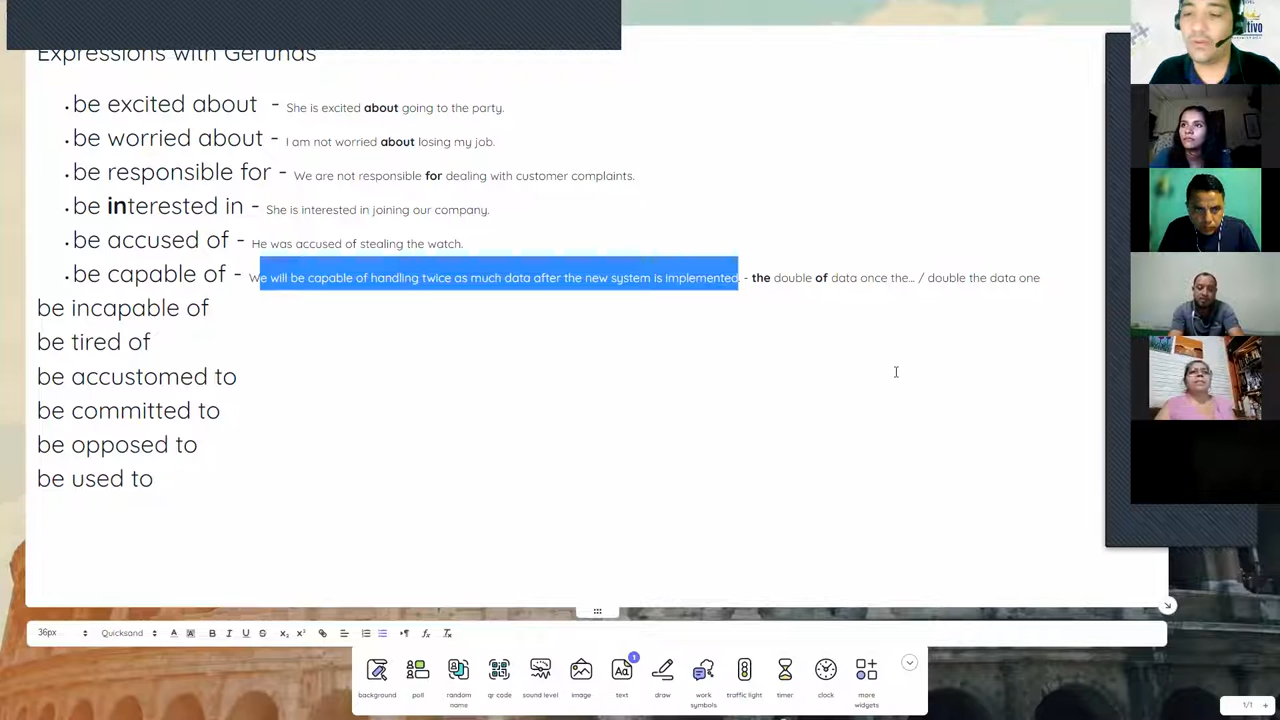 Expressions with Gerunds
• be excited about - She is excited about going to the party.
• be worried about - I am not worried about losing my job.
• be responsible for - We are not responsible for dealing with customer complaints.
• be interested in - She is interested in joining our company.
• be accused of - He was accused of stealing the watch.
• be capable of - We will be capable of handling twice as much data after the new system is implemented. - the double of data once the... / double the data one
be incapable of
be tired of
be accustomed to
be committed to
be opposed to
be used to
tivo
36px Quicksand A A B I U S X₂ X² fx Tx
1
background poll random name qr code sound level image text draw work symbols traffic light timer clock more widgets
1/1 +